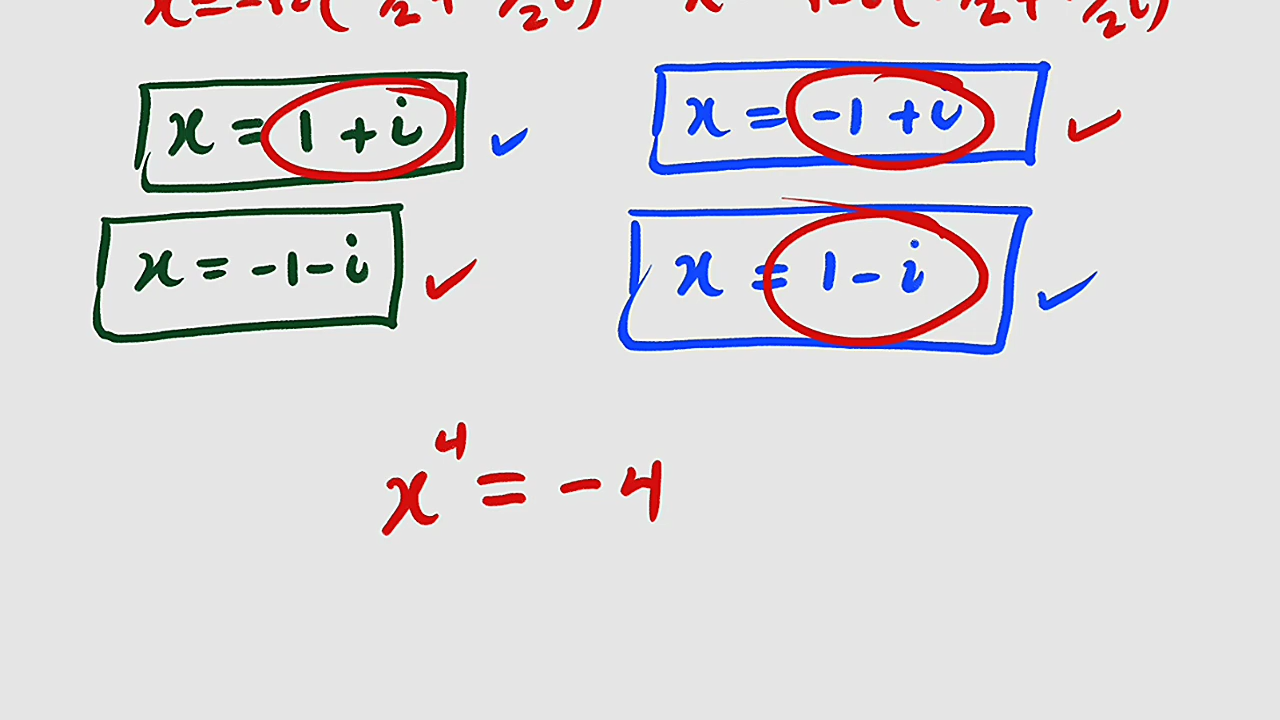 x = 1 + i x = -1 + i
x = -1 - i x = 1 - i
x⁴ = -4